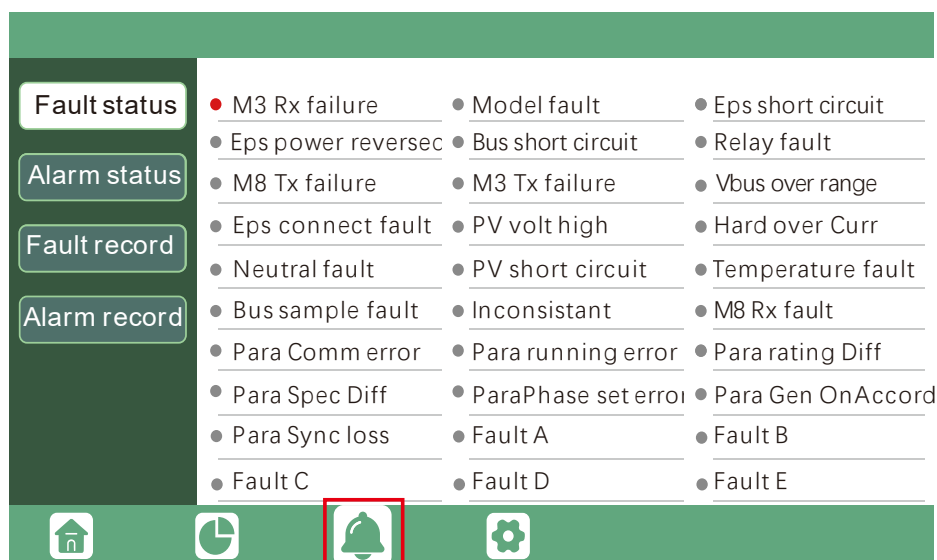 Fault status
Alarm status
Fault record
Alarm record
M3 Rx failure Model fault Eps short circuit
Eps power reversec Bus short circuit Relay fault
M8 Tx failure M3 Tx failure Vbus over range
Eps connect fault PV volt high Hard over Curr
Neutral fault PV short circuit Temperature fault
Bus sample fault Inconsistant M8 Rx fault
Para Comm error Para running error Para rating Diff
Para Spec Diff ParaPhase set error Para Gen OnAccord
Para Sync loss Fault A Fault B
Fault C Fault D Fault E